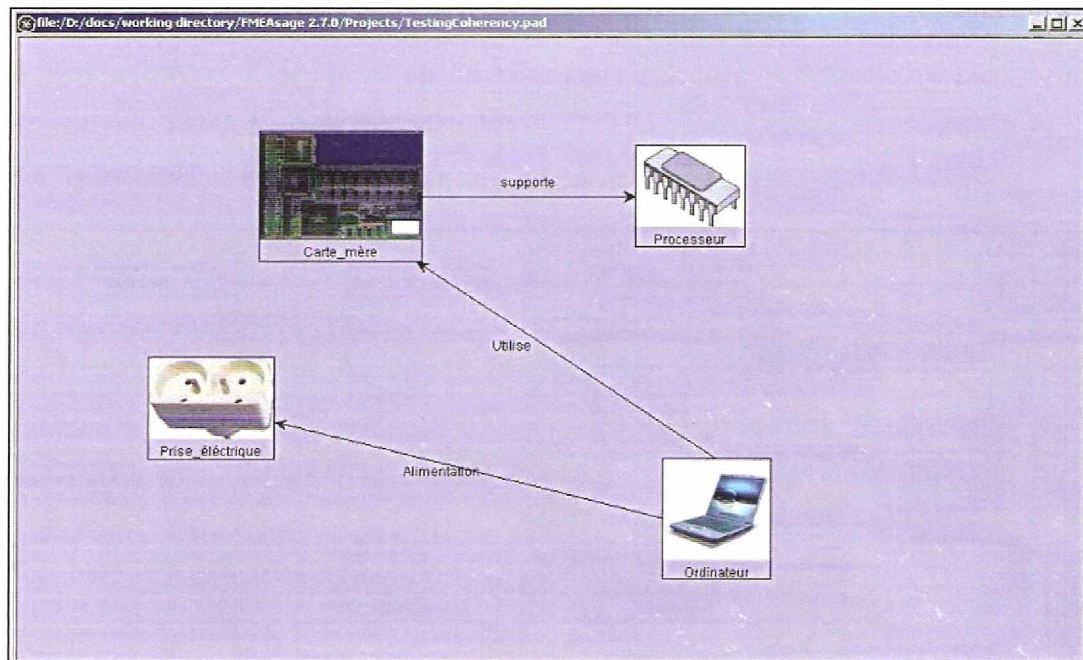 file:/D:/docs/working directory/FMEAsage 2.7.0/Projects/TestingCoherency.pad
supporte
Processeur
Carte_mère
Utilise
Prise_éléctrique
Alimentation
Ordinateur